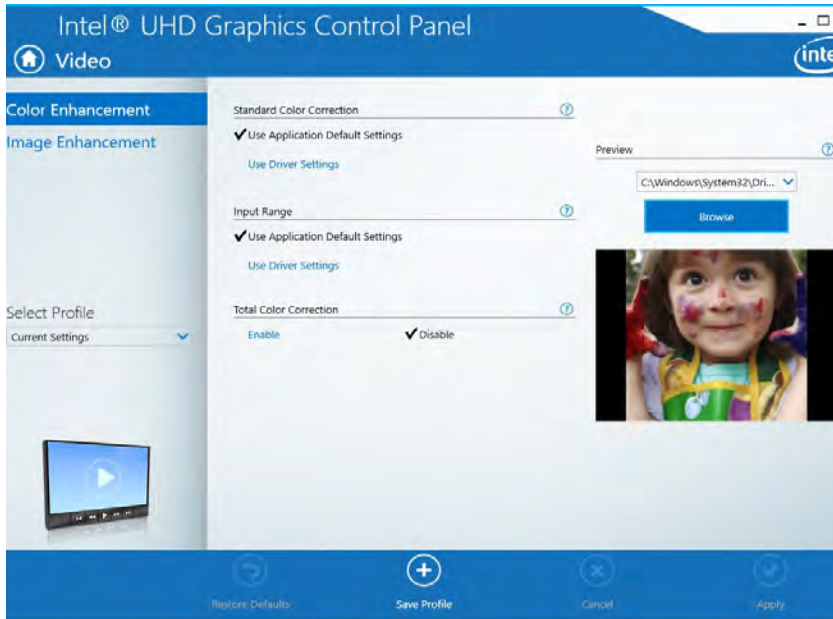 Intel® UHD Graphics Control Panel
Video
Color Enhancement
Image Enhancement
Select Profile
Current Settings
Standard Color Correction
✔Use Application Default Settings
Use Driver Settings
Input Range
✔Use Application Default Settings
Use Driver Settings
Total Color Correction
Enable ✔Disable
Preview
C:\Windows\System32\Dri...
Browse
Restore Defaults
Save Profile
Cancel
Apply